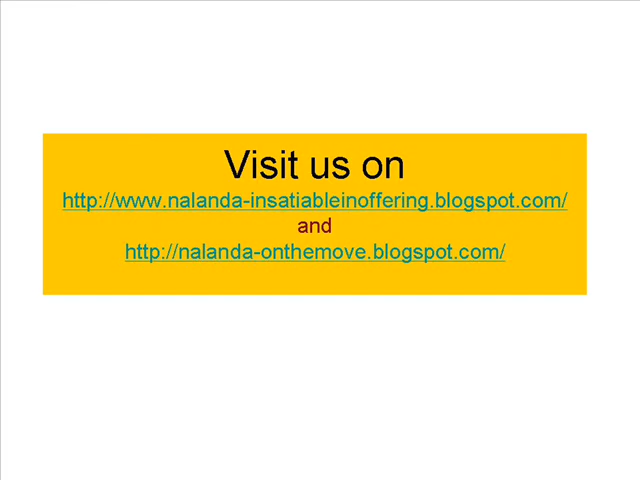 Visit us on
http://www.nalanda-insatiableinoffering.blogspot.com/
and
http://nalanda-onthemove.blogspot.com/